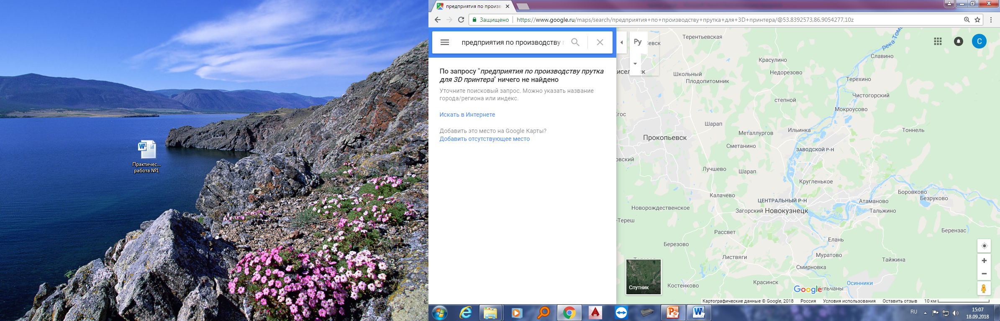 Практичес...
работа №1
предприятия по произв
Защищено
https://www.google.ru/maps/search/предприятия+по+производству+прутка+для+3D+принтера/@53.8392573,86.9054277,10z
предприятия по производству
По запросу "предприятия по производству прутка
для 3D принтера" ничего не найдено
Уточните поисковый запрос. Можно указать название
города/региона или индекс.
Искать в Интернете
Добавить это место на Google Карты?
Добавить отсутствующее место
Ру
C
севск
Терентьевская
река Томь
Славино
Красулино
Недорезово
Школьный
Плодопитомник
Терехино
Чистогорский
степной
Мокроусово
Шарап
Ильинка
Тоннель
Металлургов
Прокопьевск
Сметанино
ЗАВОДСКОЙ Р-Н
овский
Лучшево
Шарап
Кругленькое
Калачево
Боровково
Безруково
ЦЕНТРАЛЬНЫЙ Р-Н
Атаманово
Новорождественское
Загорский
Новокузнецк
Тальжино
-Тереш
Рассвет
Берензас
Елань
Березово
Муратово
Листвяги
Тайжина
Смирновка
Красинск
Осинники
Костенково
Спутник
Google
Картографические данные © Google, 2018
Россия
Условия использования
Оставить отзыв
10 км
RU
15:07
18.09.2018